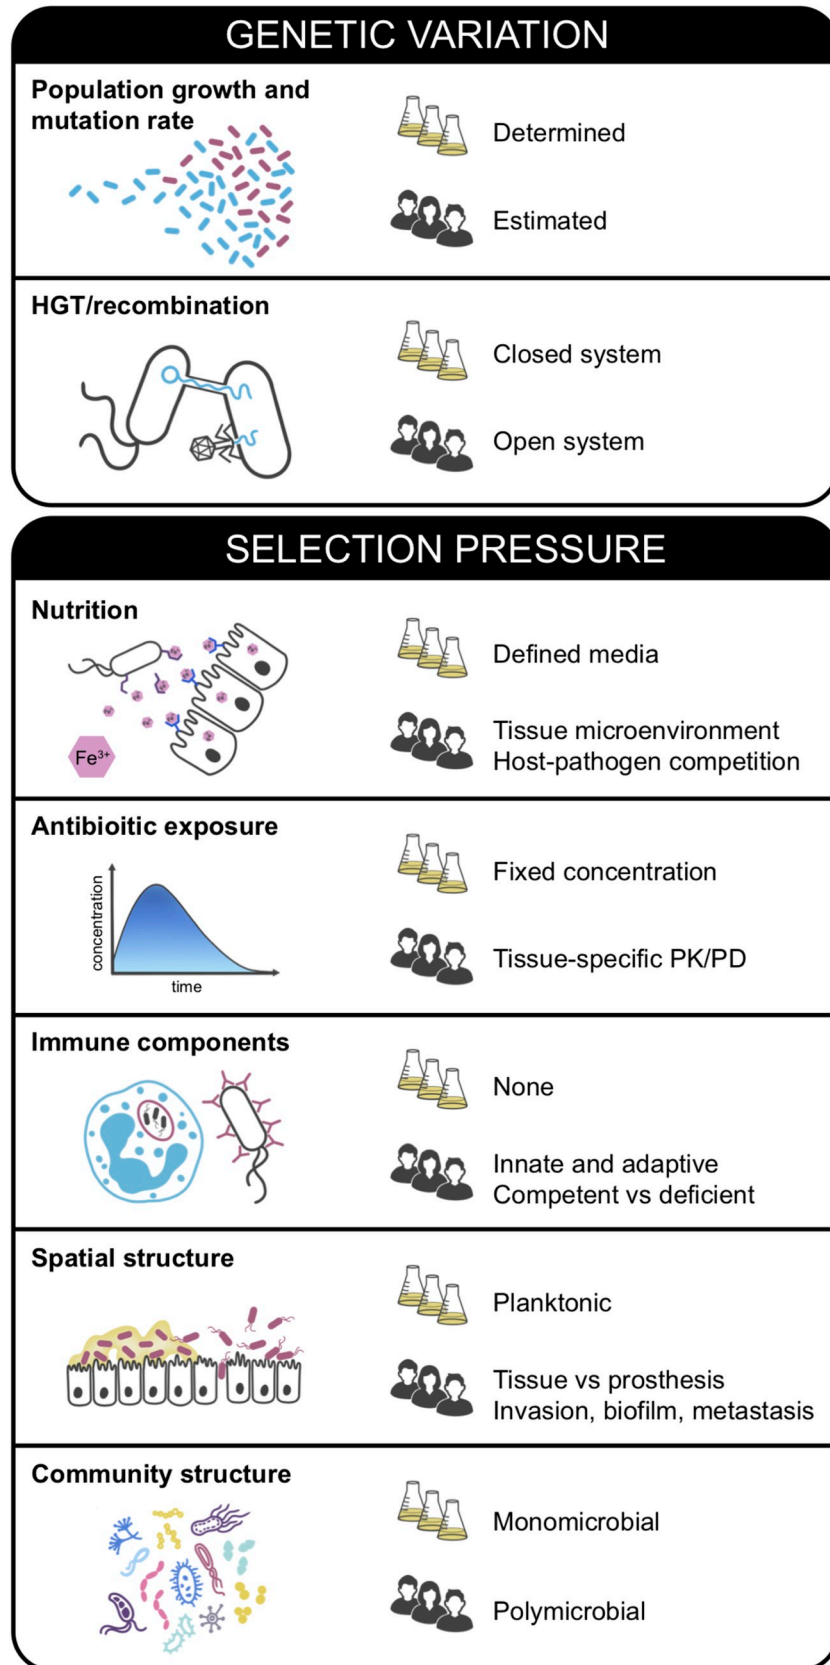 GENETIC VARIATION
Population growth and
mutation rate
Determined
Estimated
HGT/recombination
Closed system
Open system
SELECTION PRESSURE
Nutrition
Fe³⁺
Defined media
Tissue microenvironment
Host-pathogen competition
Antibioitic exposure
concentration
time
Fixed concentration
Tissue-specific PK/PD
Immune components
None
Innate and adaptive
Competent vs deficient
Spatial structure
Planktonic
Tissue vs prosthesis
Invasion, biofilm, metastasis
Community structure
Monomicrobial
Polymicrobial